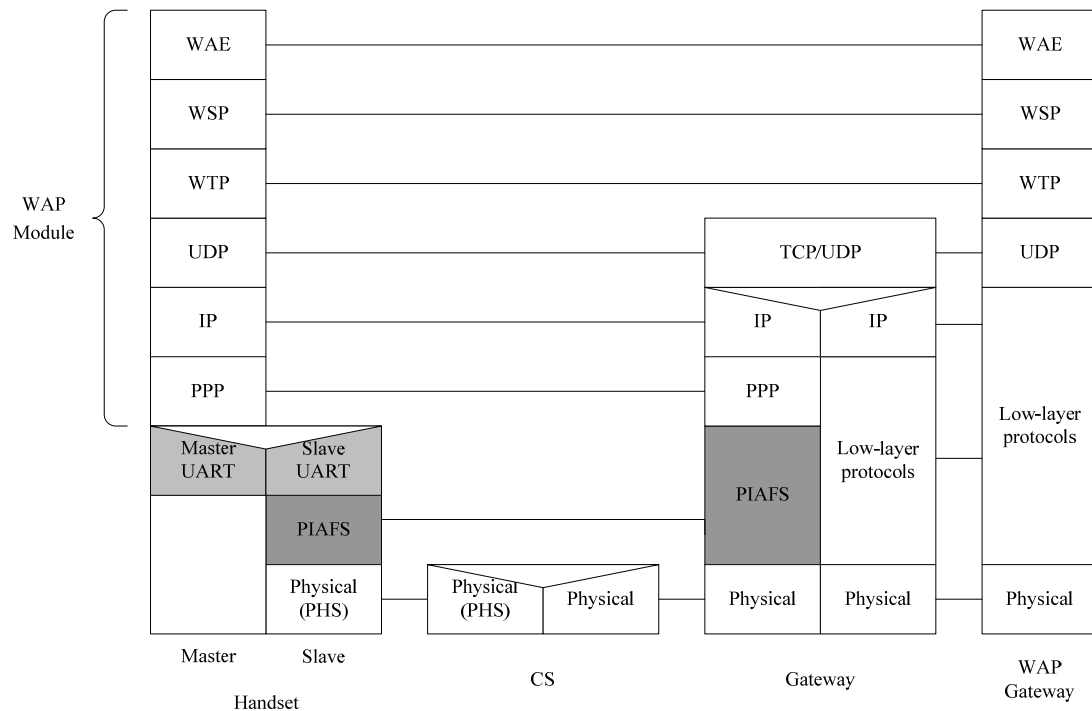 WAE
WAE
WSP
WSP
WTP
WTP
WAP
Module
UDP
TCP/UDP
UDP
IP
IP
IP
PPP
PPP
Low-layer
protocols
Master
UART
Slave
UART
Low-layer
protocols
PIAFS
PIAFS
Physical
(PHS)
Physical
(PHS)
Physical
Physical
Physical
Physical
Master
Slave
Handset
CS
Gateway
WAP
Gateway